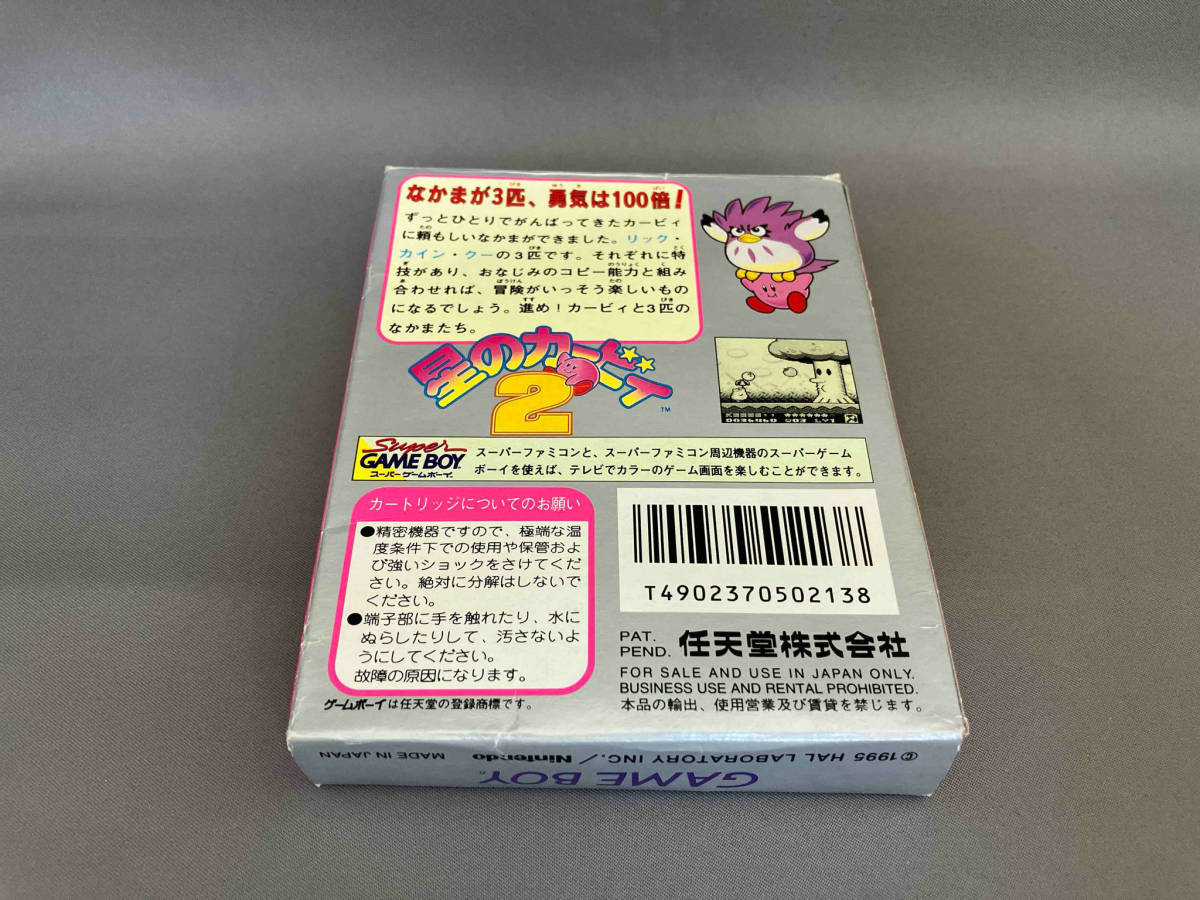 なかまが3匹、勇気は100倍!
ずっとひとりでがんばってきたカービィ
に頼もしいなかまができました。リック・
カイン・クーの3匹です。それぞれに特
技があり、おなじみのコピー能力と組み
合わせれば、冒険がいっそう楽しいもの
になるでしょう。進め!カービィと3匹の
なかまたち。
星のカービィ
2
TM
Super
GAME BOY
スーパーゲームボーイ
スーパーファミコンと、スーパーファミコン周辺機器のスーパーゲーム
ボーイを使えば、テレビでカラーのゲーム画面を楽しむことができます。
カートリッジについてのお願い
●精密機器ですので、極端な温
度条件下での使用や保管およ
び強いショックをさけてくだ
さい。絶対に分解はしないで
ください。
●端子部に手を触れたり、水に
ぬらしたりして、汚さないよ
うにしてください。
故障の原因になります。
ゲームボーイは任天堂の登録商標です。
T4902370502138
PAT.
PEND.
任天堂株式会社
FOR SALE AND USE IN JAPAN ONLY.
BUSINESS USE AND RENTAL PROHIBITED.
本品の輸出、使用営業及び賃貸を禁じます。
©1995 HAL LABORATORY INC./Nintendo MADE IN JAPAN
GAME BOY